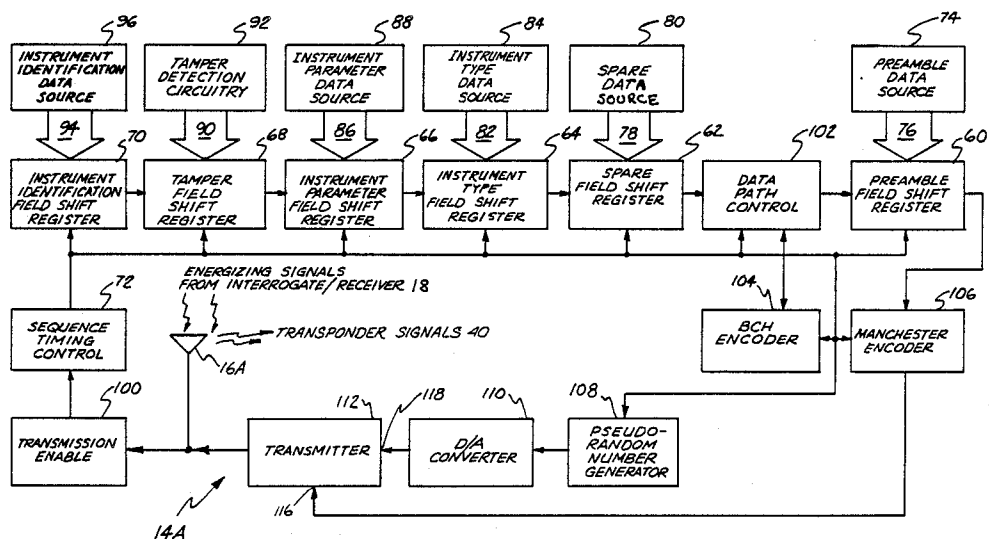 96
92
88
84
80
74
INSTRUMENT
IDENTIFICATION
DATA
SOURCE
TAMPER
DETECTION
CIRCUITRY
INSTRUMENT
PARAMETER
DATA
SOURCE
INSTRUMENT
TYPE
DATA
SOURCE
SPARE
DATA
SOURCE
PREAMBLE
DATA
SOURCE
94
90
86
82
78
76
70
68
66
64
62
102
60
INSTRUMENT
IDENTIFICATION
FIELD SHIFT
REGISTER
TAMPER
FIELD
SHIFT
REGISTER
INSTRUMENT
PARAMETER
FIELD SHIFT
REGISTER
INSTRUMENT
TYPE
FIELD SHIFT
REGISTER
SPARE
FIELD SHIFT
REGISTER
DATA
PATH
CONTROL
PREAMBLE
FIELD SHIFT
REGISTER
ENERGIZING SIGNALS
FROM INTERROGATE/RECEIVER 18
TRANSPONDER SIGNALS 40
16A
72
SEQUENCE
TIMING
CONTROL
104
BCH
ENCODER
106
MANCHESTER
ENCODER
100
TRANSMISSION
ENABLE
112
118
TRANSMITTER
110
D/A
CONVERTER
108
PSEUDO-
RANDOM
NUMBER
GENERATOR
116
14A